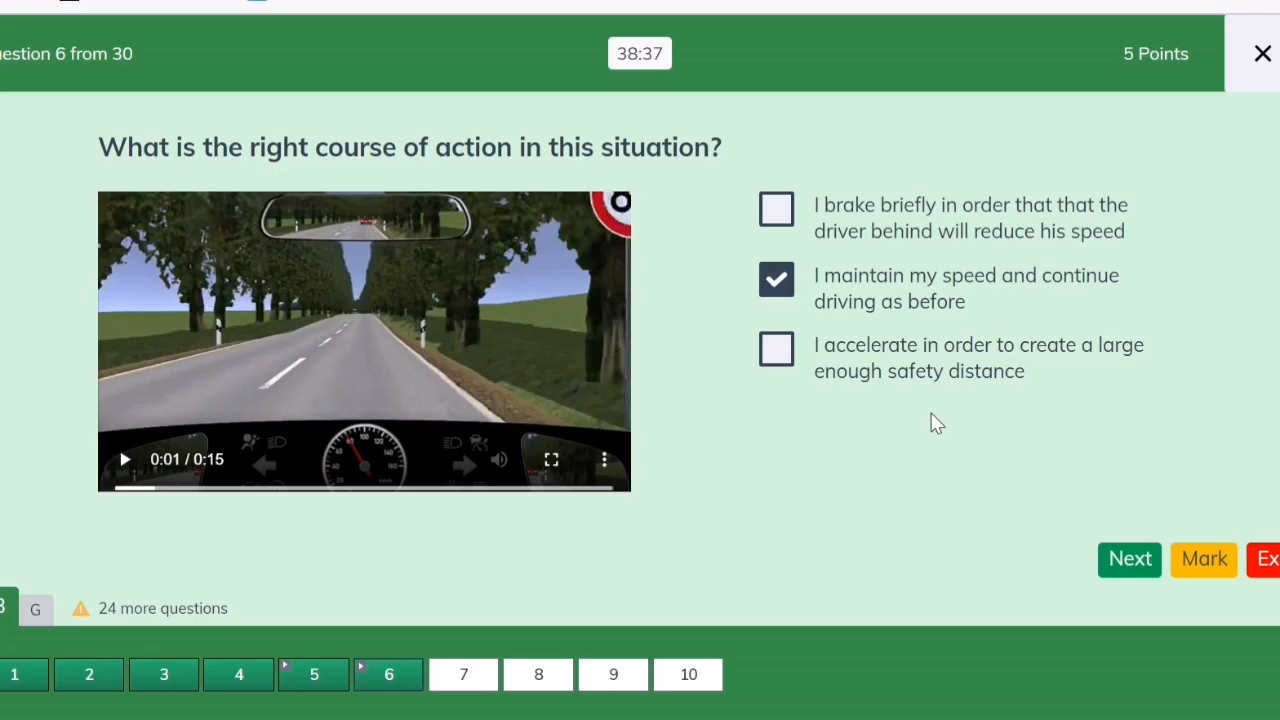 estion 6 from 30
38:37
5 Points
What is the right course of action in this situation?
I brake briefly in order that that the
driver behind will reduce his speed
I maintain my speed and continue
driving as before
I accelerate in order to create a large
enough safety distance
0:01 / 0:15
Next
Mark
Ex
G
24 more questions
1
2
3
4
5
6
7
8
9
10